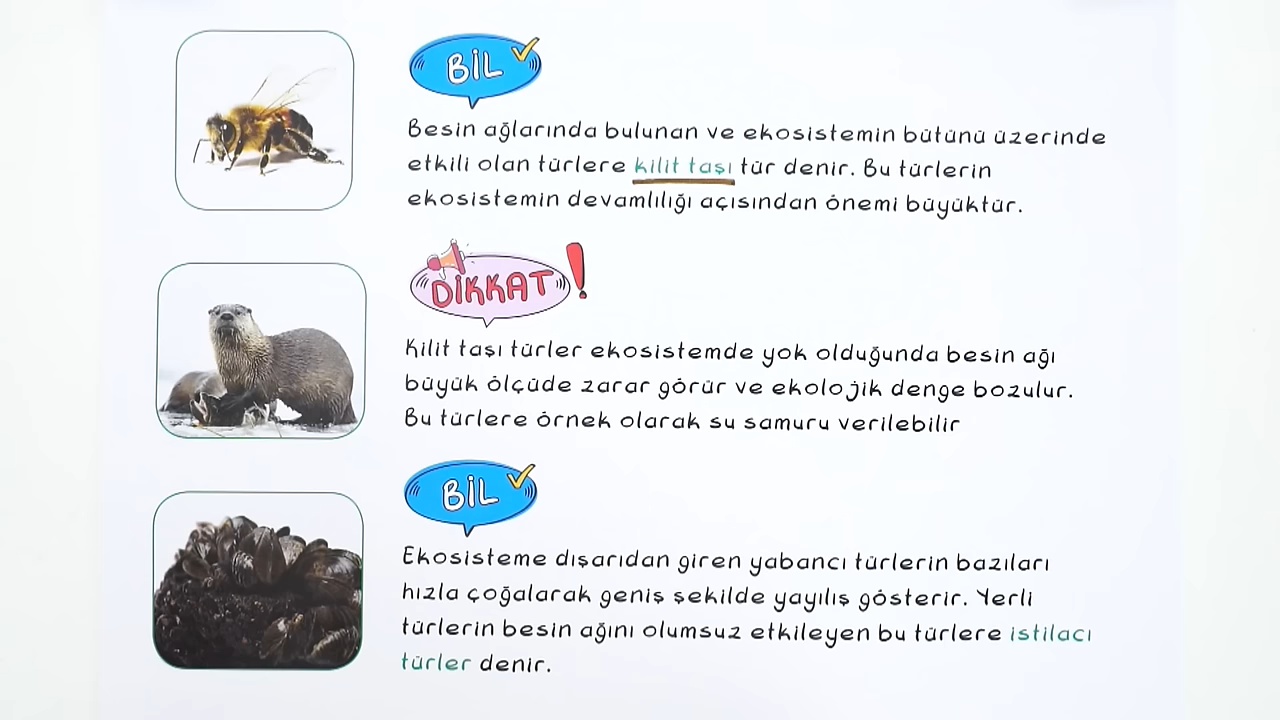 BİL
Besin ağlarında bulunan ve ekosistemin bütünü üzerinde
etkili olan türlere kilit taşı tür denir. Bu türlerin
ekosistemin devamlılığı açısından önemi büyüktür.
DİKKAT!
Kilit taşı türler ekosistemde yok olduğunda besin ağı
büyük ölçüde zarar görür ve ekolojik denge bozulur.
Bu türlere örnek olarak su samuru verilebilir
BİL
Ekosisteme dışarıdan giren yabancı türlerin bazıları
hızla çoğalarak geniş şekilde yayılış gösterir. Yerli
türlerin besin ağını olumsuz etkileyen bu türlere istilacı
türler denir.